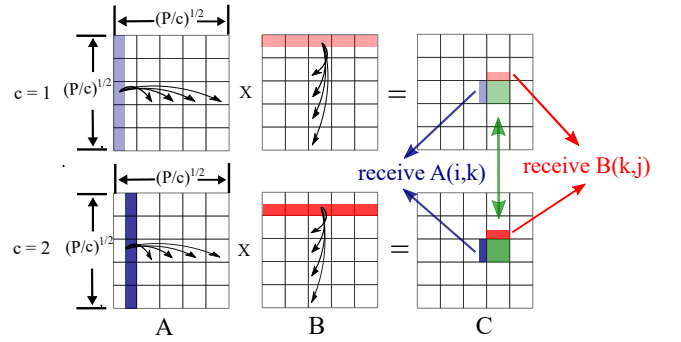 (P/c)^{1/2}
c = 1 (P/c)^{1/2} X =
receive A(i,k) receive B(k,j)
(P/c)^{1/2}
c = 2 (P/c)^{1/2} X =
A B C